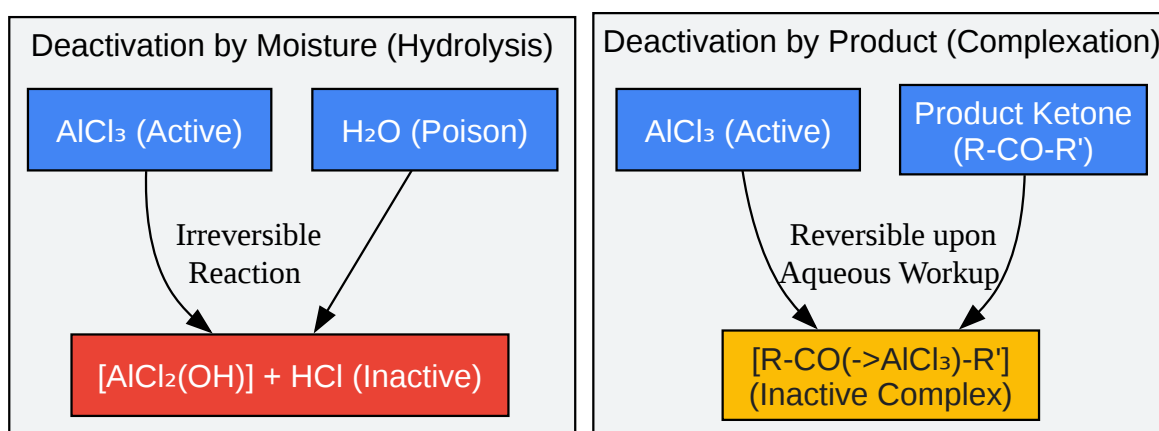 Deactivation by Moisture (Hydrolysis)
AlCl₃ (Active)
H₂O (Poison)
Irreversible
Reaction
[AlCl₂(OH)] + HCl (Inactive)
Deactivation by Product (Complexation)
AlCl₃ (Active)
Product Ketone
(R-CO-R')
Reversible upon
Aqueous Workup
[R-CO(->AlCl₃)-R']
(Inactive Complex)